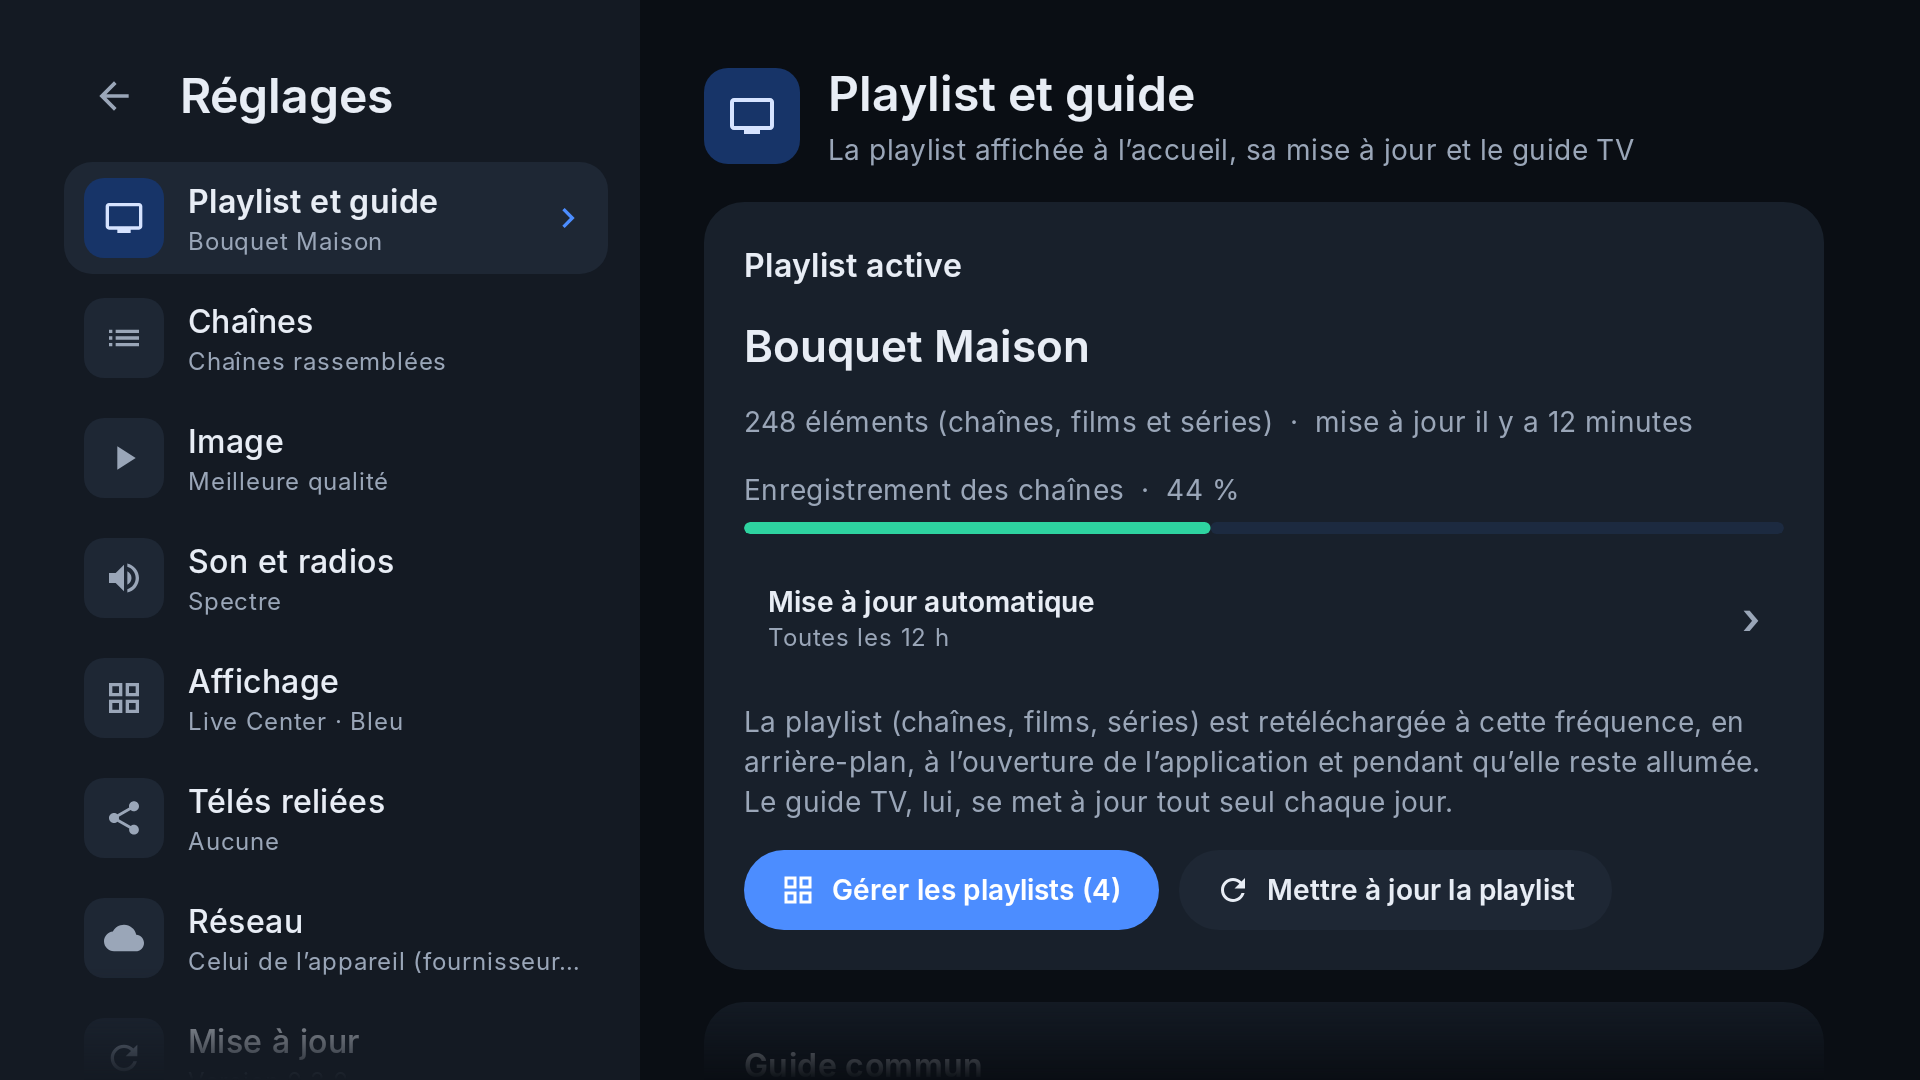 Réglages
Playlist et guide
Bouquet Maison
Chaînes
Chaînes rassemblées
Image
Meilleure qualité
Son et radios
Spectre
Affichage
Live Center · Bleu
Télés reliées
Aucune
Réseau
Celui de l’appareil (fournisseur…
Mise à jour
Playlist et guide
La playlist affichée à l’accueil, sa mise à jour et le guide TV
Playlist active
Bouquet Maison
248 éléments (chaînes, films et séries) · mise à jour il y a 12 minutes
Enregistrement des chaînes · 44 %
Mise à jour automatique
Toutes les 12 h
La playlist (chaînes, films, séries) est retéléchargée à cette fréquence, en
arrière-plan, à l’ouverture de l’application et pendant qu’elle reste allumée.
Le guide TV, lui, se met à jour tout seul chaque jour.
Gérer les playlists (4)
Mettre à jour la playlist
Guide commun